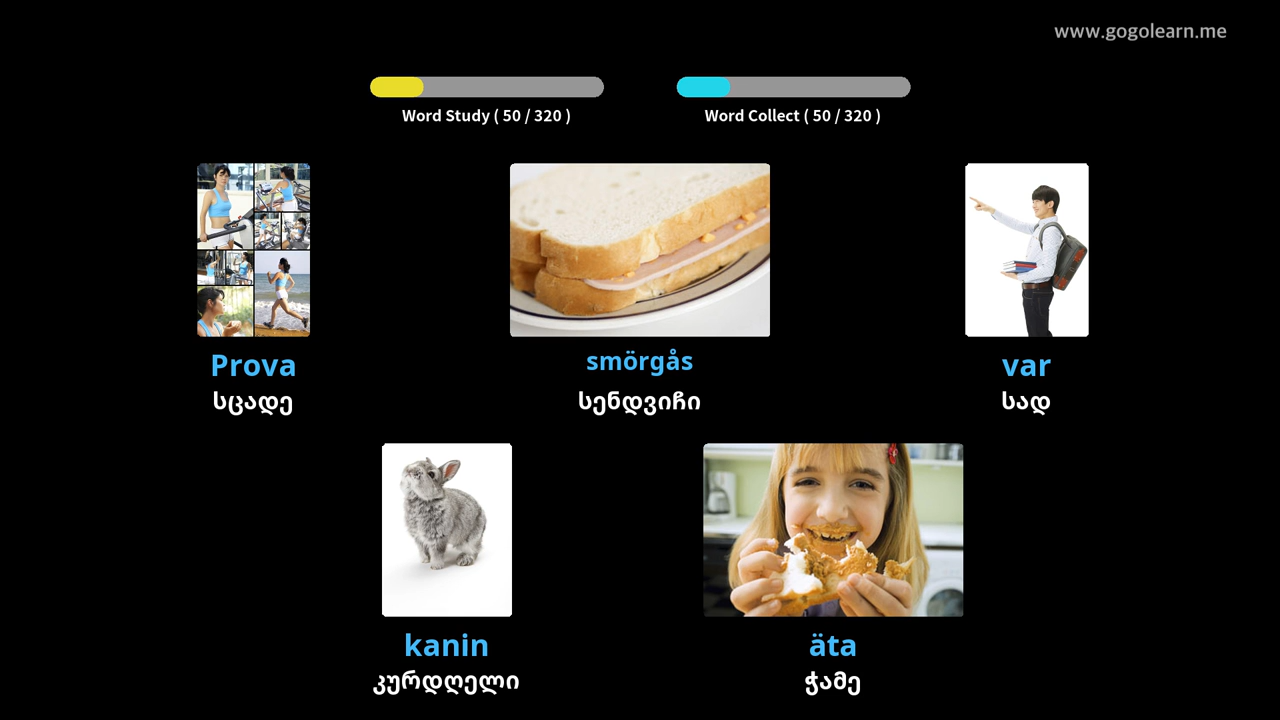 www.gogolearn.me
Word Study ( 50 / 320 )
Word Collect ( 50 / 320 )
Prova
სცადე
smörgås
სენდვიჩი
var
სად
kanin
კურდღელი
äta
ჭამე